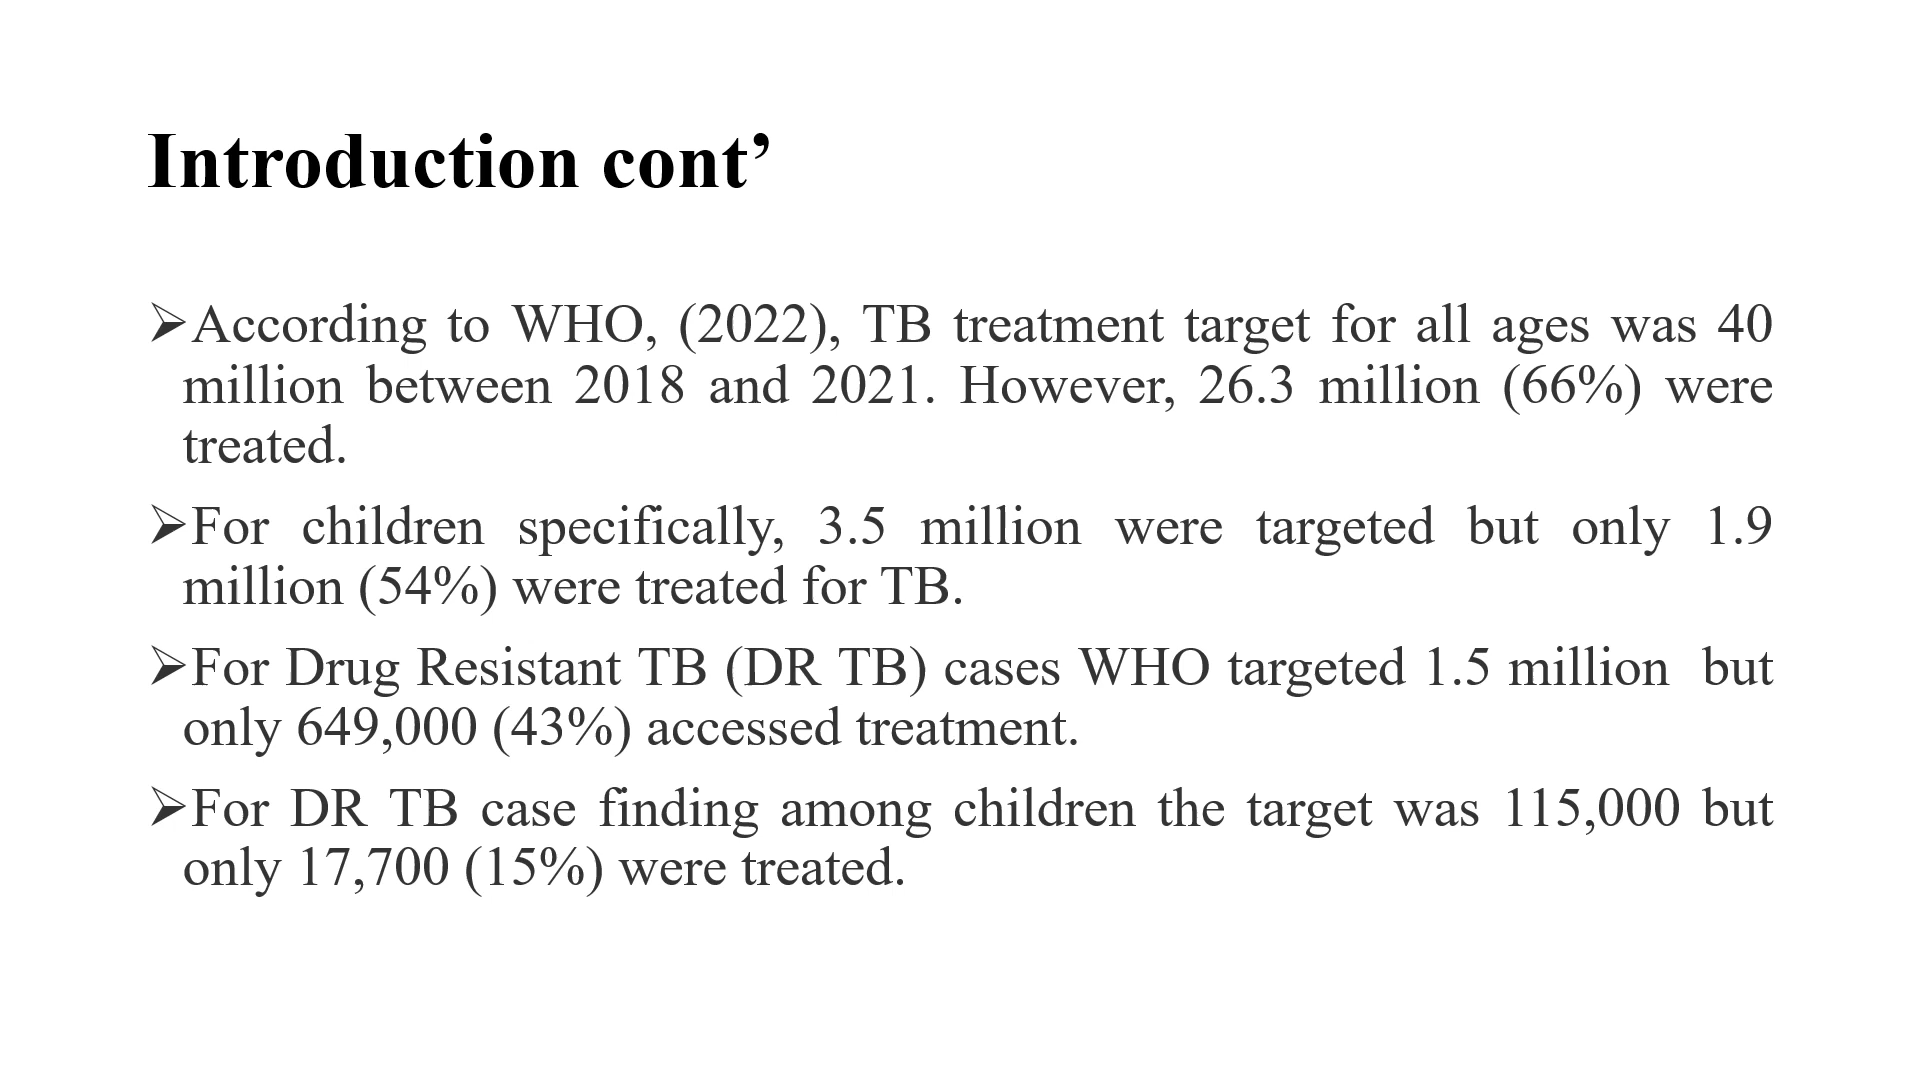 Introduction cont’
➢According to WHO, (2022), TB treatment target for all ages was 40
million between 2018 and 2021. However, 26.3 million (66%) were
treated.
➢For children specifically, 3.5 million were targeted but only 1.9
million (54%) were treated for TB.
➢For Drug Resistant TB (DR TB) cases WHO targeted 1.5 million  but
only 649,000 (43%) accessed treatment.
➢For DR TB case finding among children the target was 115,000 but
only 17,700 (15%) were treated.